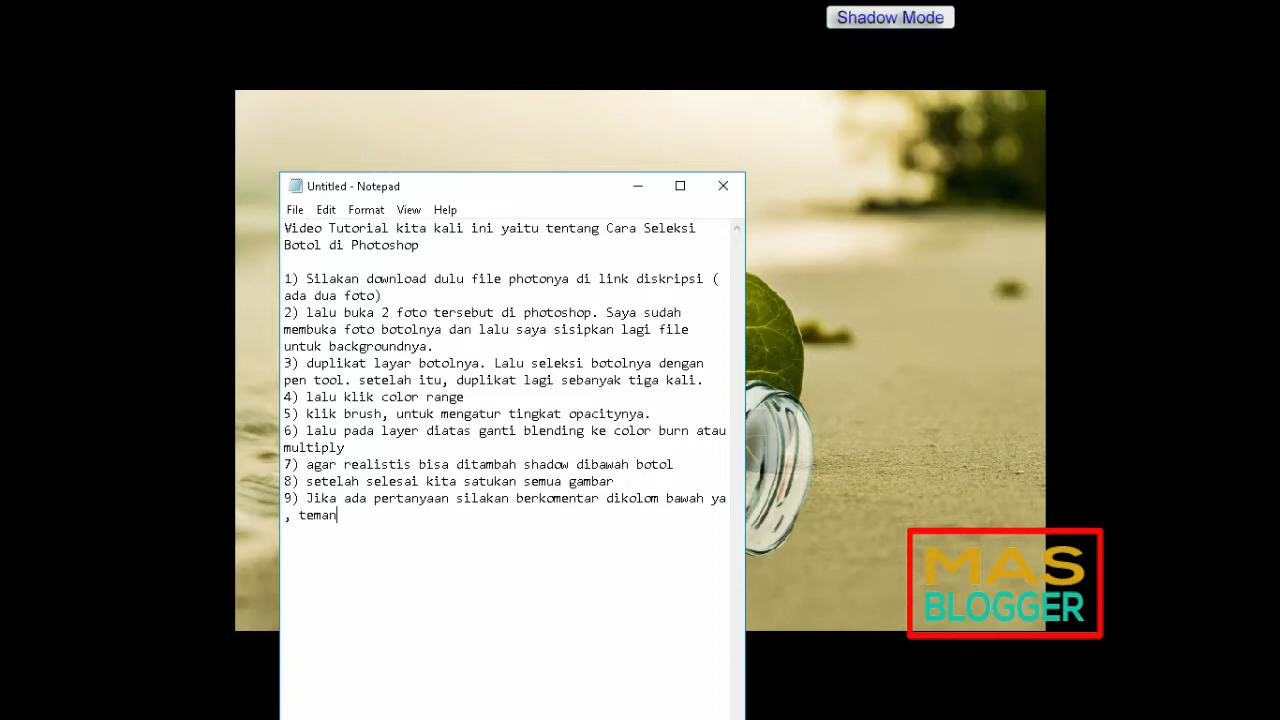 Shadow Mode
Untitled - Notepad
File Edit Format View Help
Video Tutorial kita kali ini yaitu tentang Cara Seleksi
Botol di Photoshop
1) Silakan download dulu file photonya di link diskripsi (
ada dua foto)
2) lalu buka 2 foto tersebut di photoshop. Saya sudah
membuka foto botolnya dan lalu saya sisipkan lagi file
untuk backgroundnya.
3) duplikat layar botolnya. Lalu seleksi botolnya dengan
pen tool. setelah itu, duplikat lagi sebanyak tiga kali.
4) lalu klik color range
5) klik brush, untuk mengatur tingkat opacitynya.
6) lalu pada layer diatas ganti blending ke color burn atau
multiply
7) agar realistis bisa ditambah shadow dibawah botol
8) setelah selesai kita satukan semua gambar
9) Jika ada pertanyaan silakan berkomentar dikolom bawah ya
, teman
MAS
BLOGGER